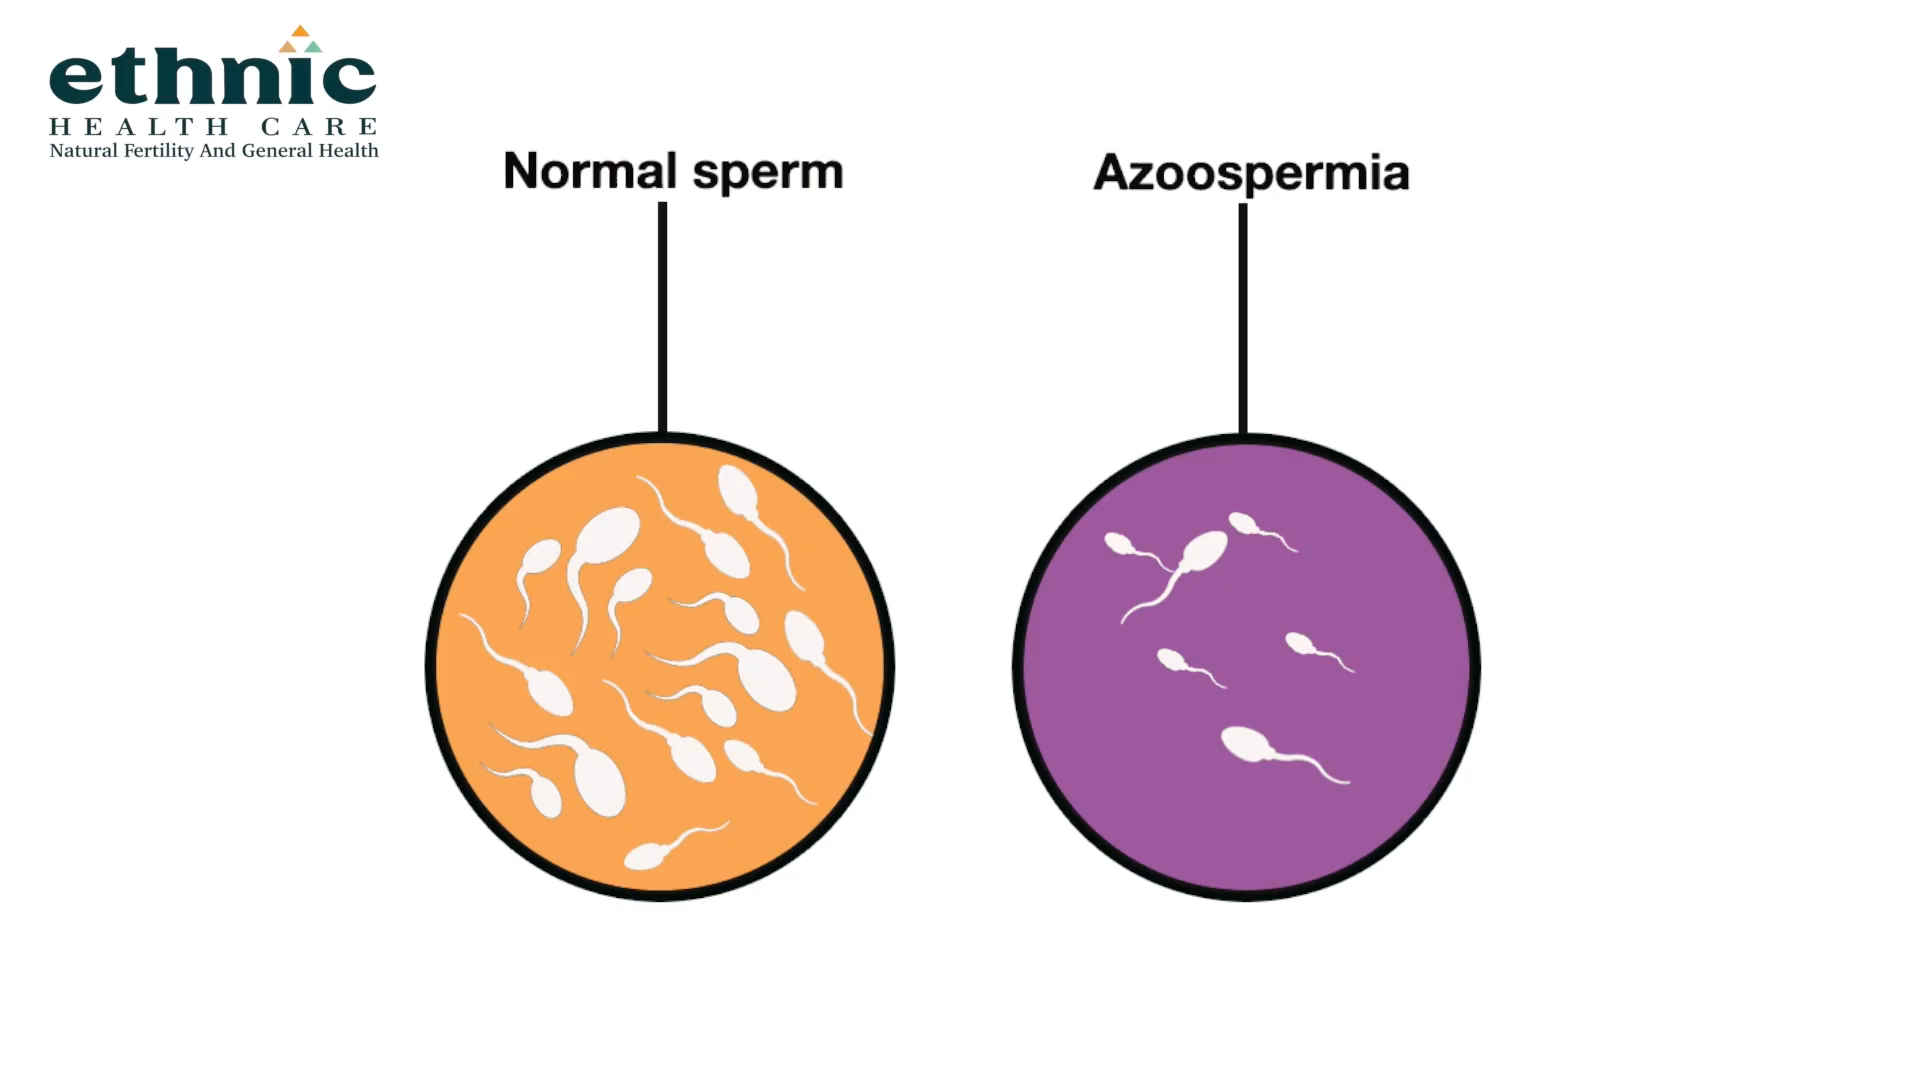 ethnic
HEALTH CARE
Natural Fertility And General Health
Normal sperm
Azoospermia